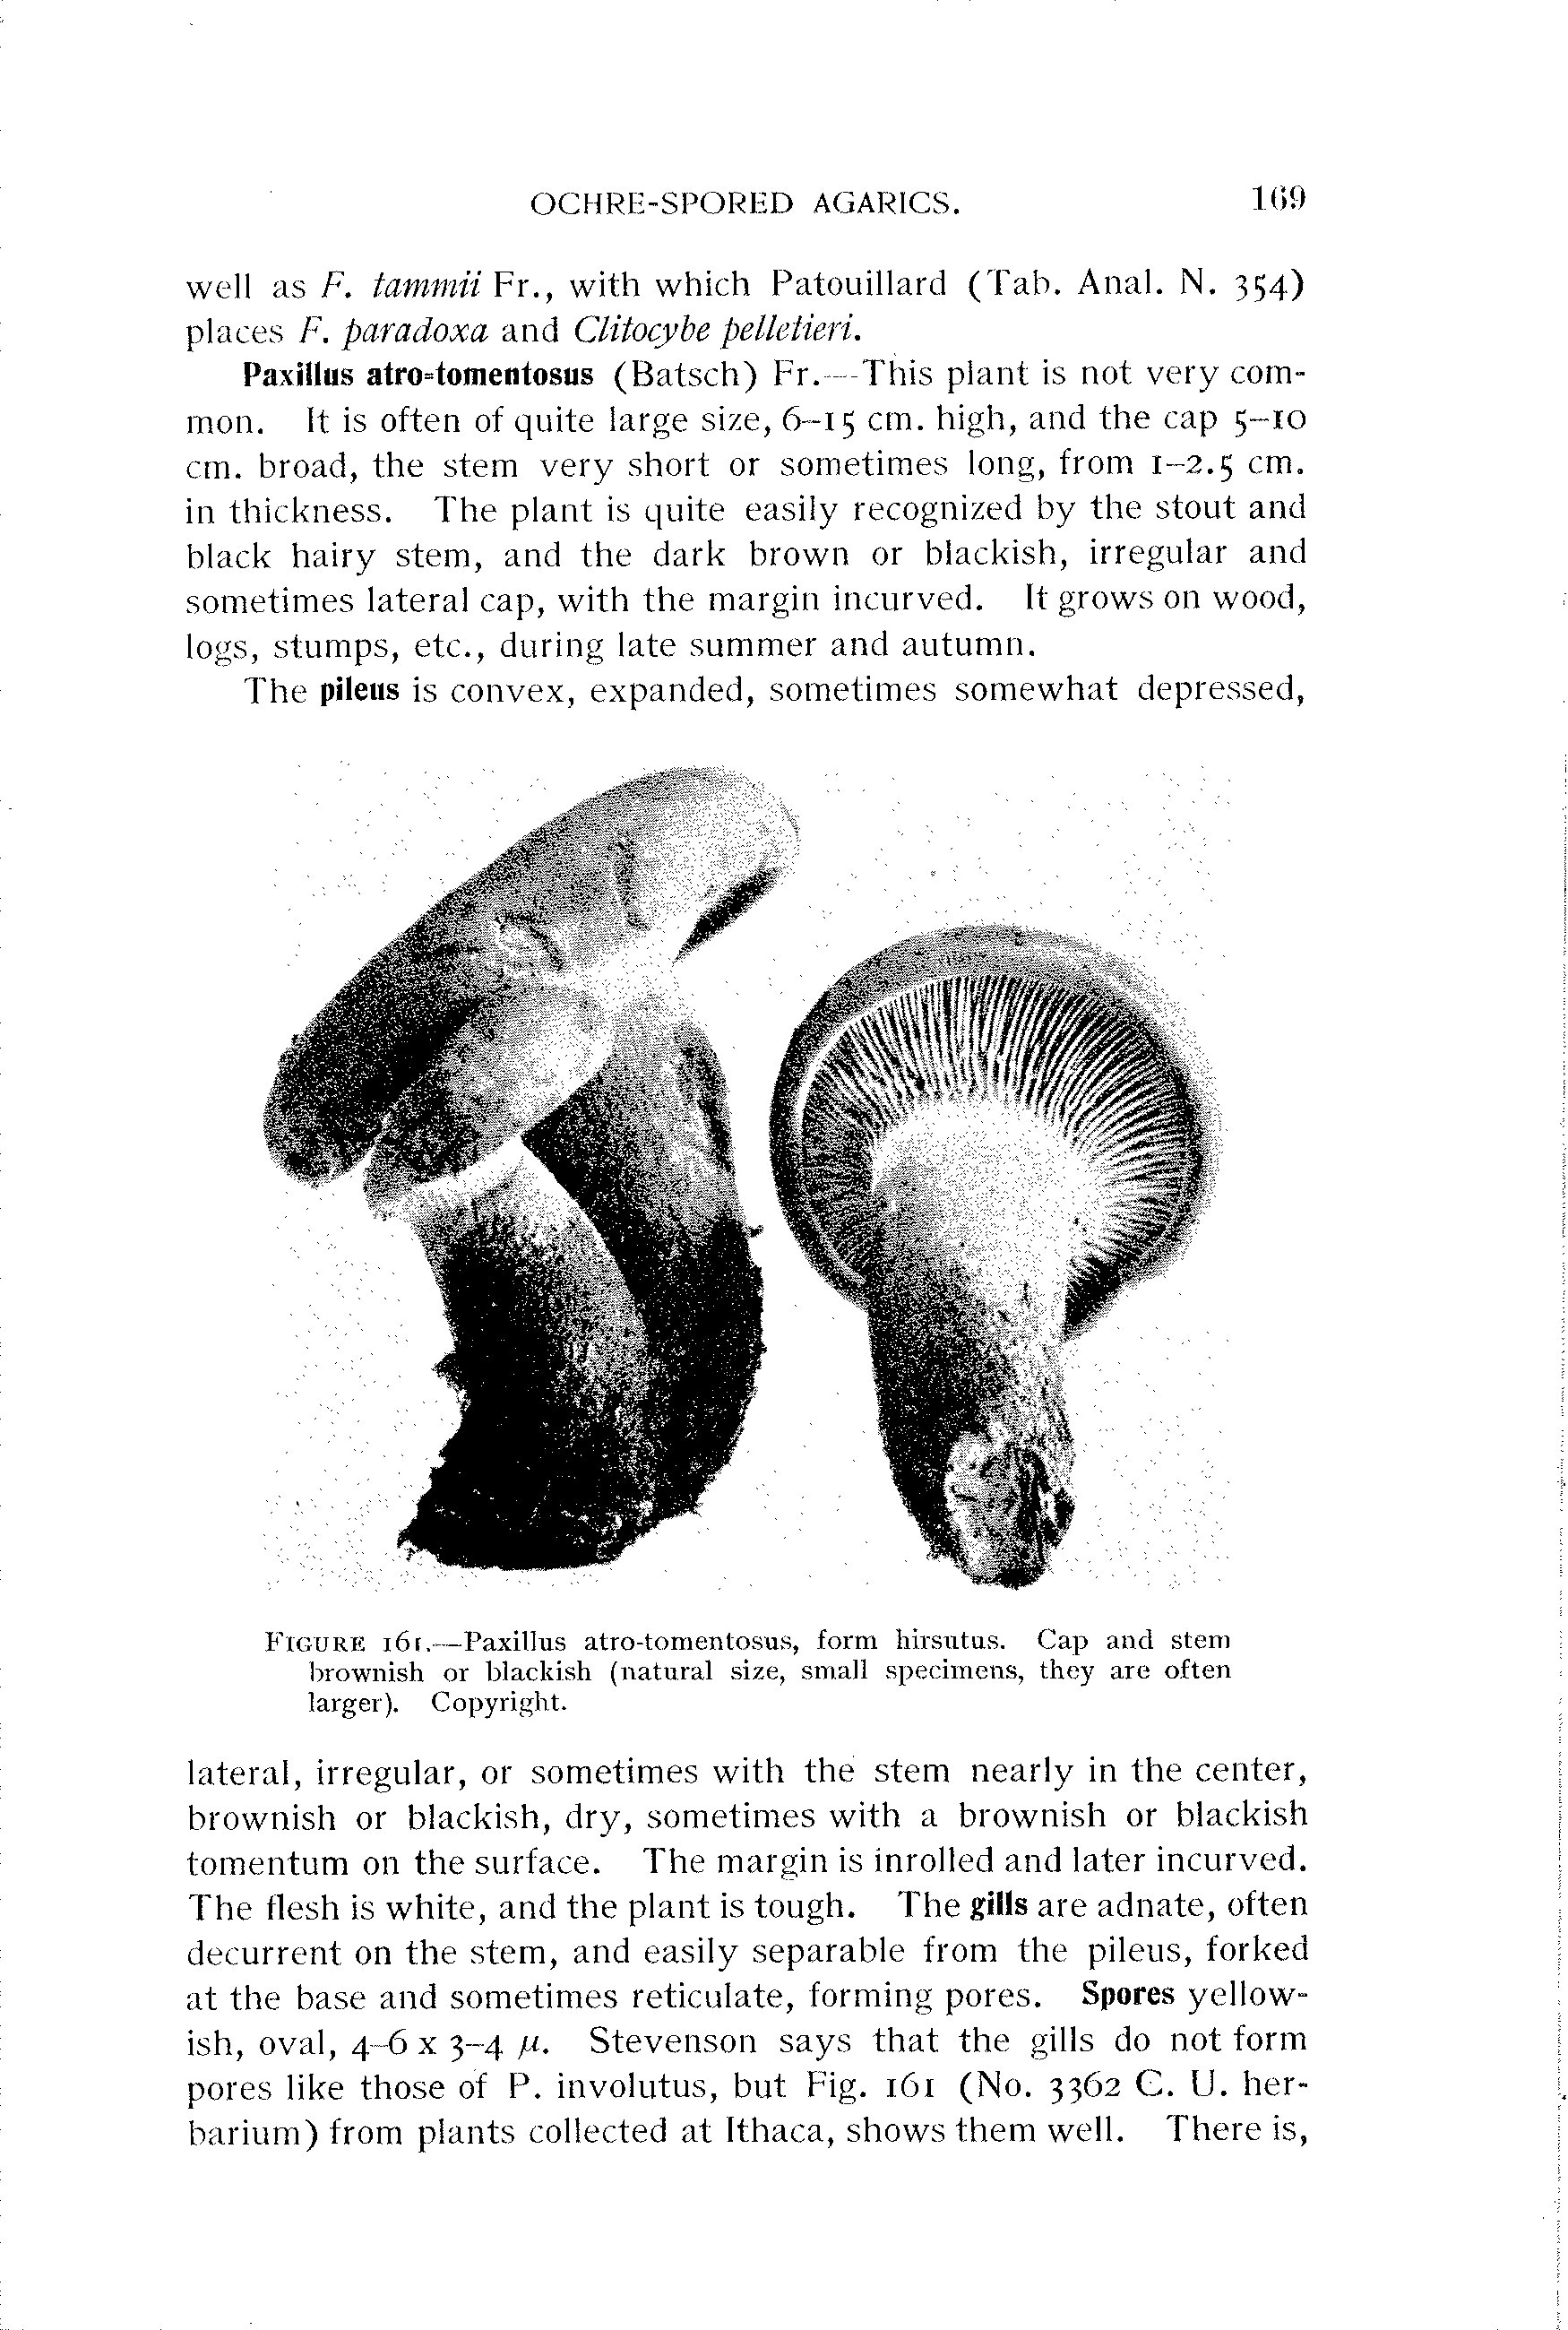 OCHRE-SPORED AGARICS. 169
well as F. tammii Fr., with which Patouillard (Tab. Anal. N. 354)
places F. paradoxa and Clitocybe pelletieri.
Paxillus atro-tomentosus (Batsch) Fr.—This plant is not very com-
mon. It is often of quite large size, 6–15 cm. high, and the cap 5–10
cm. broad, the stem very short or sometimes long, from 1–2.5 cm.
in thickness. The plant is quite easily recognized by the stout and
black hairy stem, and the dark brown or blackish, irregular and
sometimes lateral cap, with the margin incurved. It grows on wood,
logs, stumps, etc., during late summer and autumn.
The pileus is convex, expanded, sometimes somewhat depressed,
FIGURE 161.—Paxillus atro-tomentosus, form hirsutus. Cap and stem
brownish or blackish (natural size, small specimens, they are often
larger). Copyright.
lateral, irregular, or sometimes with the stem nearly in the center,
brownish or blackish, dry, sometimes with a brownish or blackish
tomentum on the surface. The margin is inrolled and later incurved.
The flesh is white, and the plant is tough. The gills are adnate, often
decurrent on the stem, and easily separable from the pileus, forked
at the base and sometimes reticulate, forming pores. Spores yellow-
ish, oval, 4–6 x 3–4 μ. Stevenson says that the gills do not form
pores like those of P. involutus, but Fig. 161 (No. 3362 C. U. her-
barium) from plants collected at Ithaca, shows them well. There is,